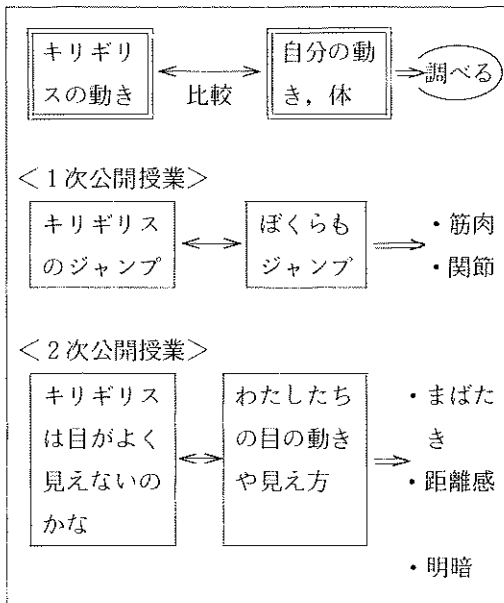 キリギリ
スの動き
比較
自分の動
き，体
調べる
＜１次公開授業＞
キリギリス
のジャンプ
ぼくらも
ジャンプ
・筋肉
・関節
＜２次公開授業＞
キリギリス
は目がよく
見えないの
かな
わたしたち
の目の動き
や見え方
・まばた
き
・距離感
・明暗